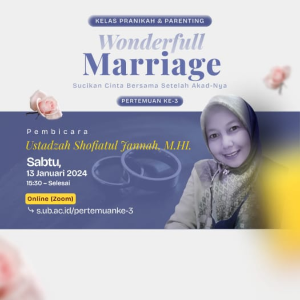 KELAS PRANIKAH & PARENTING
Wonderfull
Marriage
Sucikan Cinta Bersama Setelah Akad-Nya
PERTEMUAN KE-3
Pembicara
Ustadzah Shofiatul Jannah, M.HI.
Sabtu,
13 Januari 2024
15:30 – Selesai
Online (Zoom)
s.ub.ac.id/pertemuanke-3